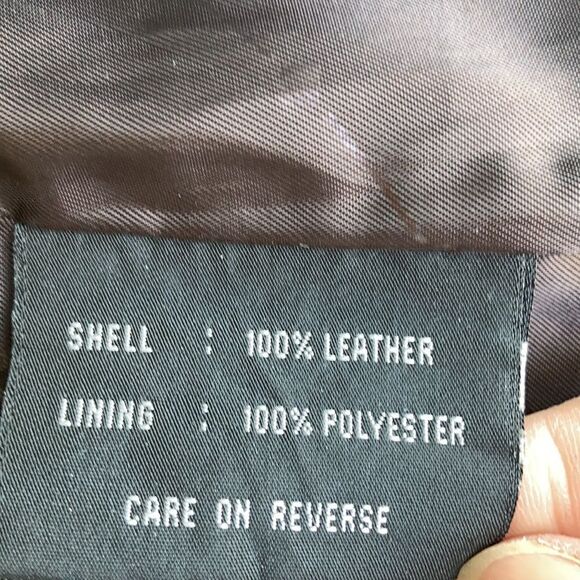 SHELL : 100% LEATHER
LINING : 100% POLYESTER
CARE ON REVERSE